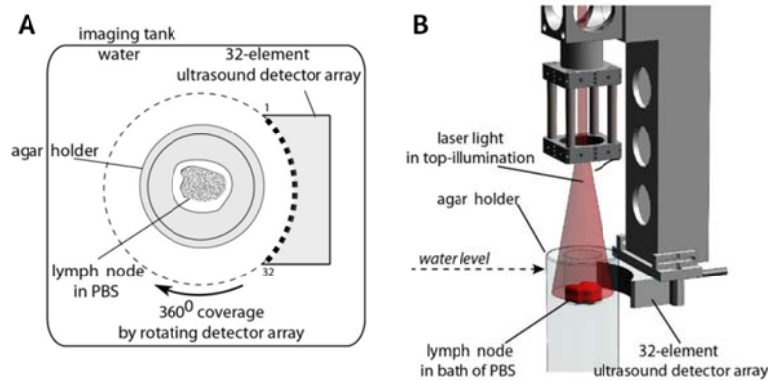 A
imaging tank
water
32-element
ultrasound detector array
1
agar holder
lymph node
in PBS
32
360⁰ coverage
by rotating detector array
B
laser light
in top-illumination
agar holder
water level
lymph node
in bath of PBS
32-element
ultrasound detector array